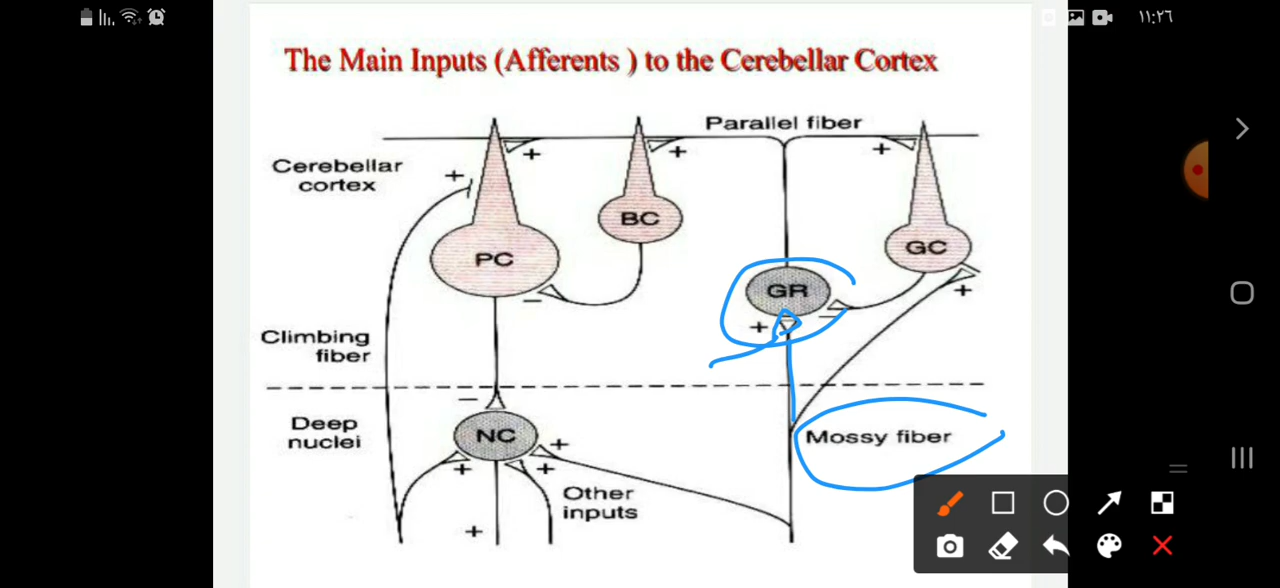 ١١:٢٦
The Main Inputs (Afferents ) to the Cerebellar Cortex
Parallel fiber
+
+
+
Cerebellar
cortex
+
BC
PC
GC
GR
−
+
−
+
Climbing
fiber
−
Deep
nuclei
NC
Mossy fiber
+
+
+
Other
inputs
+